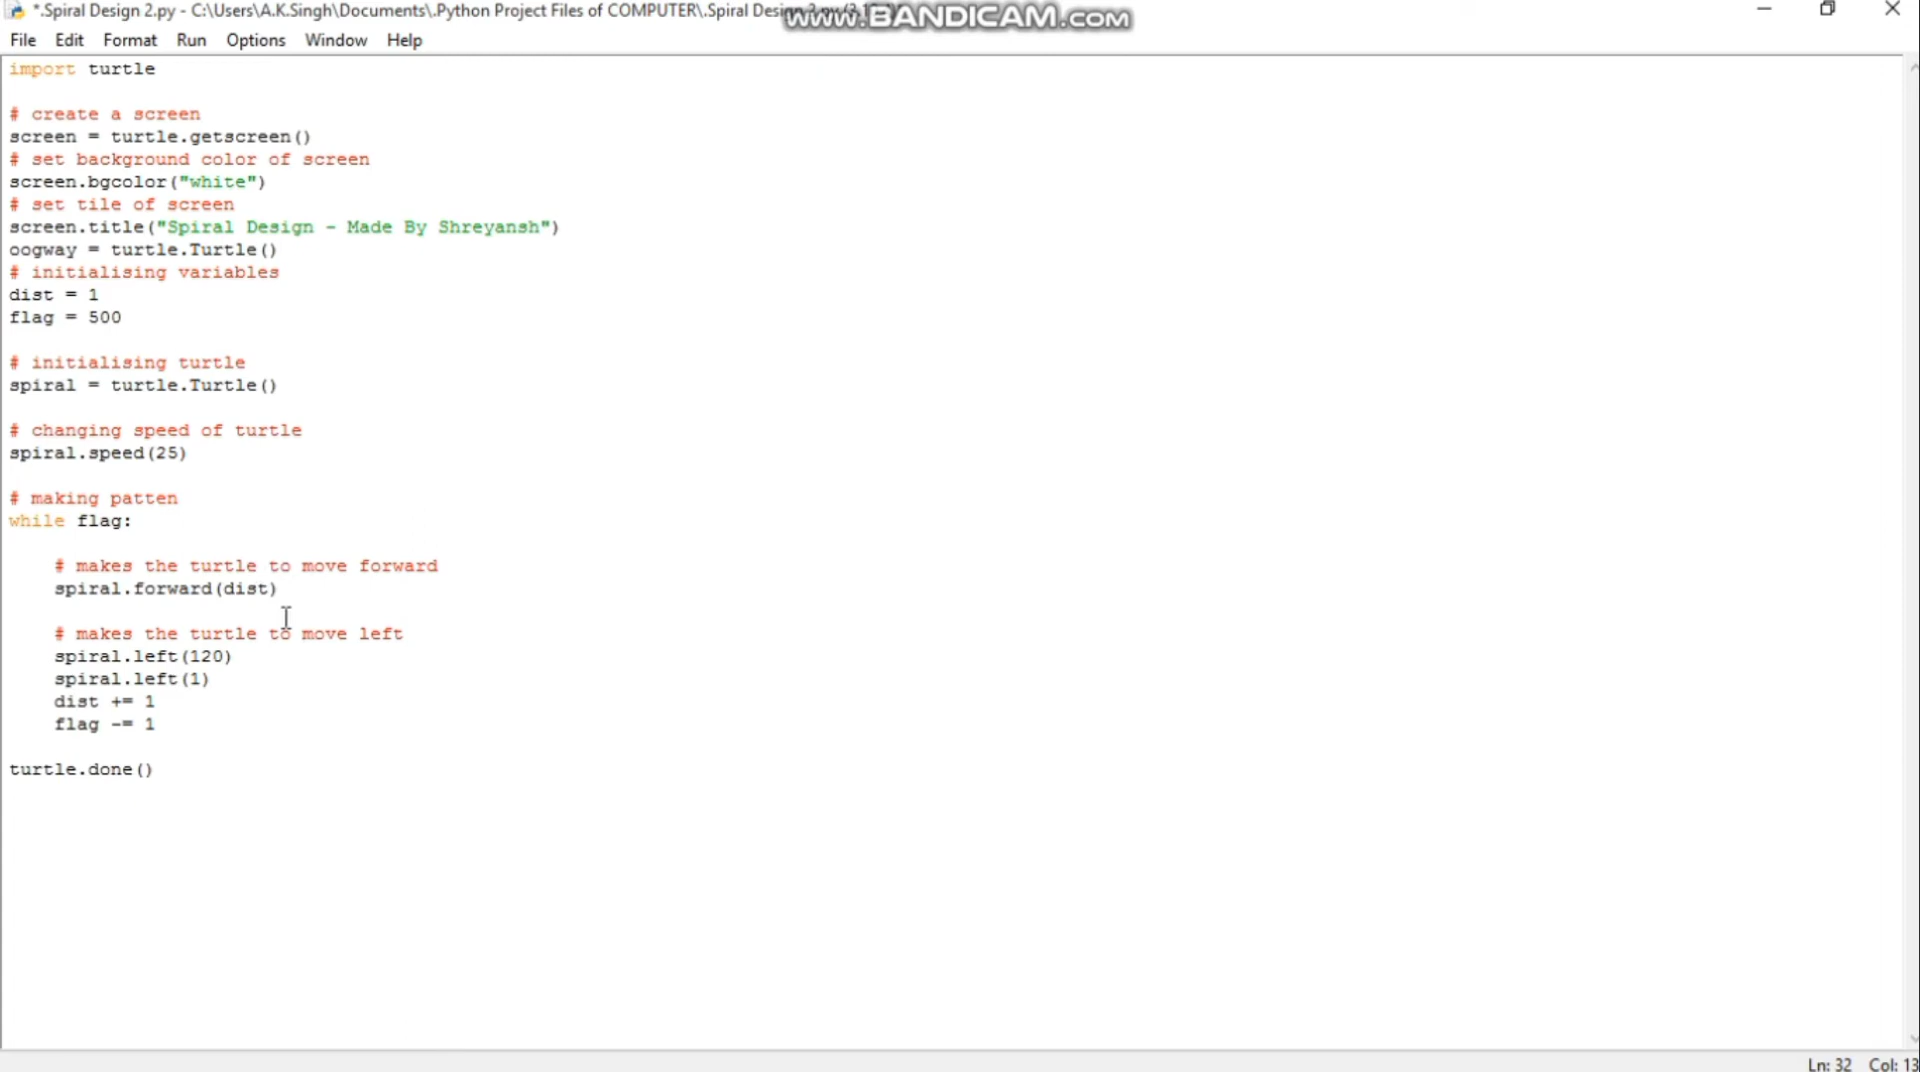 *.Spiral Design 2.py - C:\Users\A.K.Singh\Documents\.Python Project Files of COMPUTER\.Spiral Design
www.BANDICAM.com
File Edit Format Run Options Window Help
import turtle
# create a screen
screen = turtle.getscreen()
# set background color of screen
screen.bgcolor("white")
# set tile of screen
screen.title("Spiral Design - Made By Shreyansh")
oogway = turtle.Turtle()
# initialising variables
dist = 1
flag = 500
# initialising turtle
spiral = turtle.Turtle()
# changing speed of turtle
spiral.speed(25)
# making patten
while flag:
# makes the turtle to move forward
spiral.forward(dist)
# makes the turtle to move left
spiral.left(120)
spiral.left(1)
dist += 1
flag -= 1
turtle.done()
Ln: 32 Col: 13